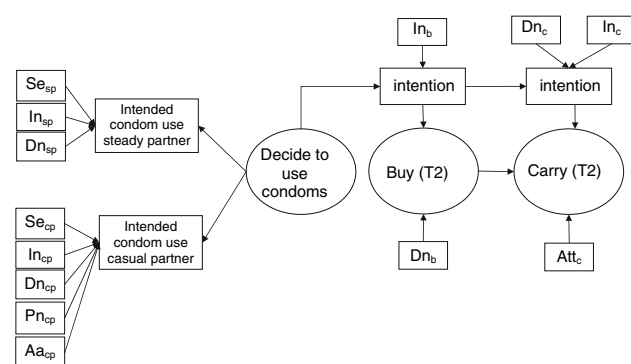 In_b
Dn_c
In_c
intention
intention
Se_sp
In_sp
Dn_sp
Intended
condom use
steady partner
Decide to
use
condoms
Buy (T2)
Carry (T2)
Se_cp
In_cp
Dn_cp
Pn_cp
Aa_cp
Intended
condom use
casual partner
Dn_b
Att_c